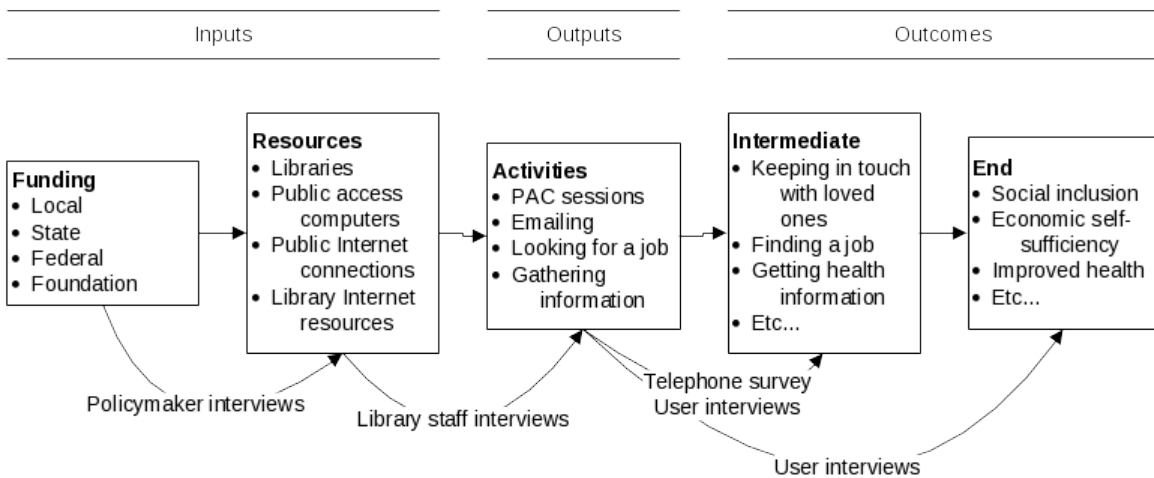 Inputs
Outputs
Outcomes
Funding
• Local
• State
• Federal
• Foundation
Resources
• Libraries
• Public access
computers
• Public Internet
connections
• Library Internet
resources
Activities
• PAC sessions
• Emailing
• Looking for a job
• Gathering
information
Intermediate
• Keeping in touch
with loved
ones
• Finding a job
• Getting health
information
• Etc...
End
• Social inclusion
• Economic self-
sufficiency
• Improved health
• Etc...
Policymaker interviews
Library staff interviews
Telephone survey
User interviews
User interviews